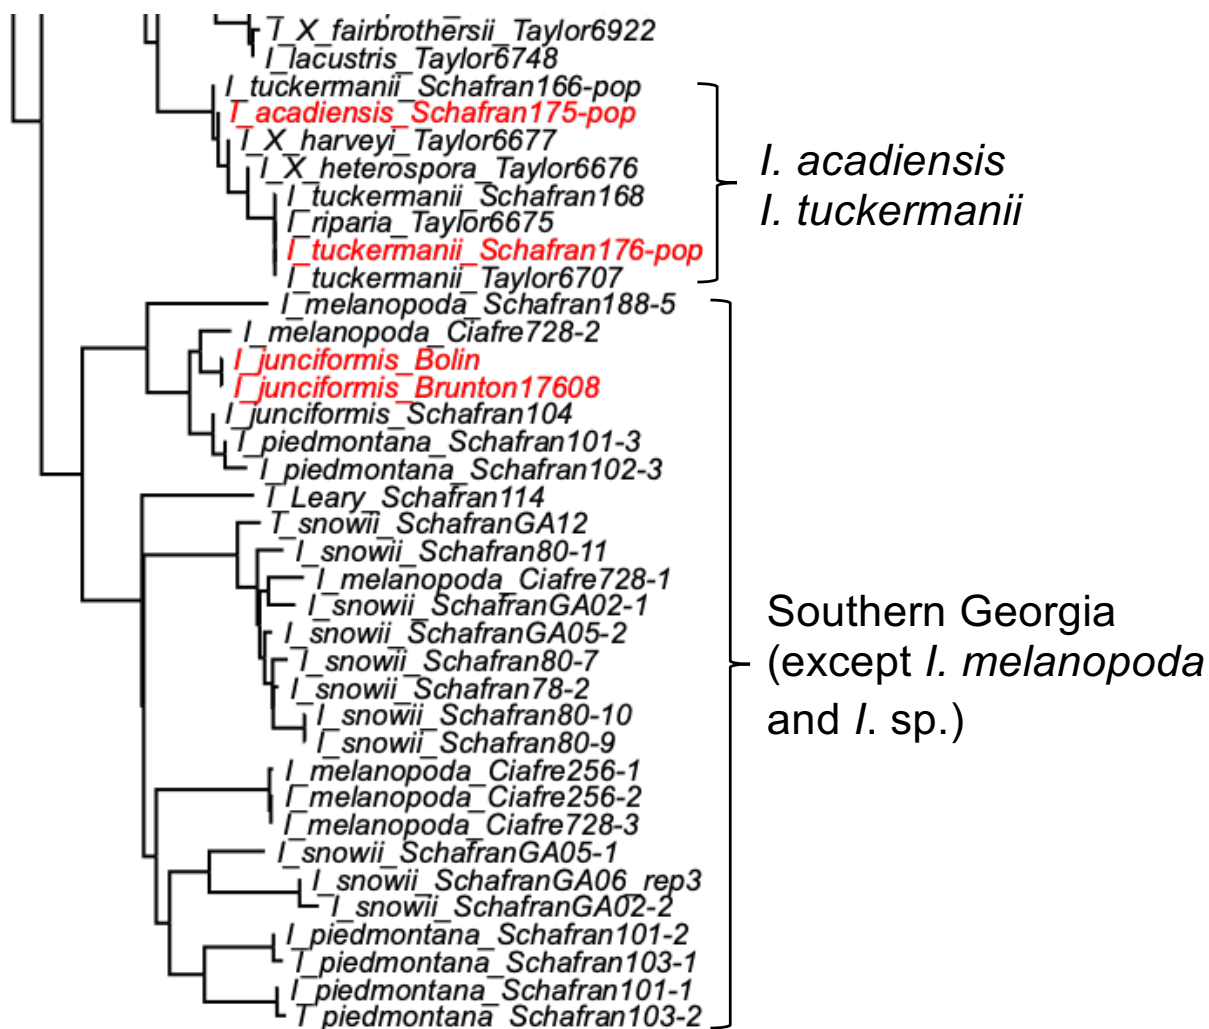 I_X_fairbrothersii_Taylor6922
I_lacustris_Taylor6748
I_tuckermanii_Schafran166-pop
I_acadiensis_Schafran175-pop
I_X_harveyi_Taylor6677
I_X_heterospora_Taylor6676
I_tuckermanii_Schafran168
I_riparia_Taylor6675
I_tuckermanii_Schafran176-pop
I_tuckermanii_Taylor6707
I. acadiensis
I. tuckermanii
I_melanopoda_Schafran188-5
I_melanopoda_Ciafre728-2
I_junciformis_Bolin
I_junciformis_Brunton17608
I_junciformis_Schafran104
I_piedmontana_Schafran101-3
I_piedmontana_Schafran102-3
I_Leary_Schafran114
I_snowii_SchafranGA12
I_snowii_Schafran80-11
I_melanopoda_Ciafre728-1
I_snowii_SchafranGA02-1
I_snowii_SchafranGA05-2
I_snowii_Schafran80-7
I_snowii_Schafran78-2
I_snowii_Schafran80-10
I_snowii_Schafran80-9
I_melanopoda_Ciafre256-1
I_melanopoda_Ciafre256-2
I_melanopoda_Ciafre728-3
I_snowii_SchafranGA05-1
I_snowii_SchafranGA06_rep3
I_snowii_SchafranGA02-2
I_piedmontana_Schafran101-2
I_piedmontana_Schafran103-1
I_piedmontana_Schafran101-1
I_piedmontana_Schafran103-2
Southern Georgia
(except I. melanopoda
and I. sp.)